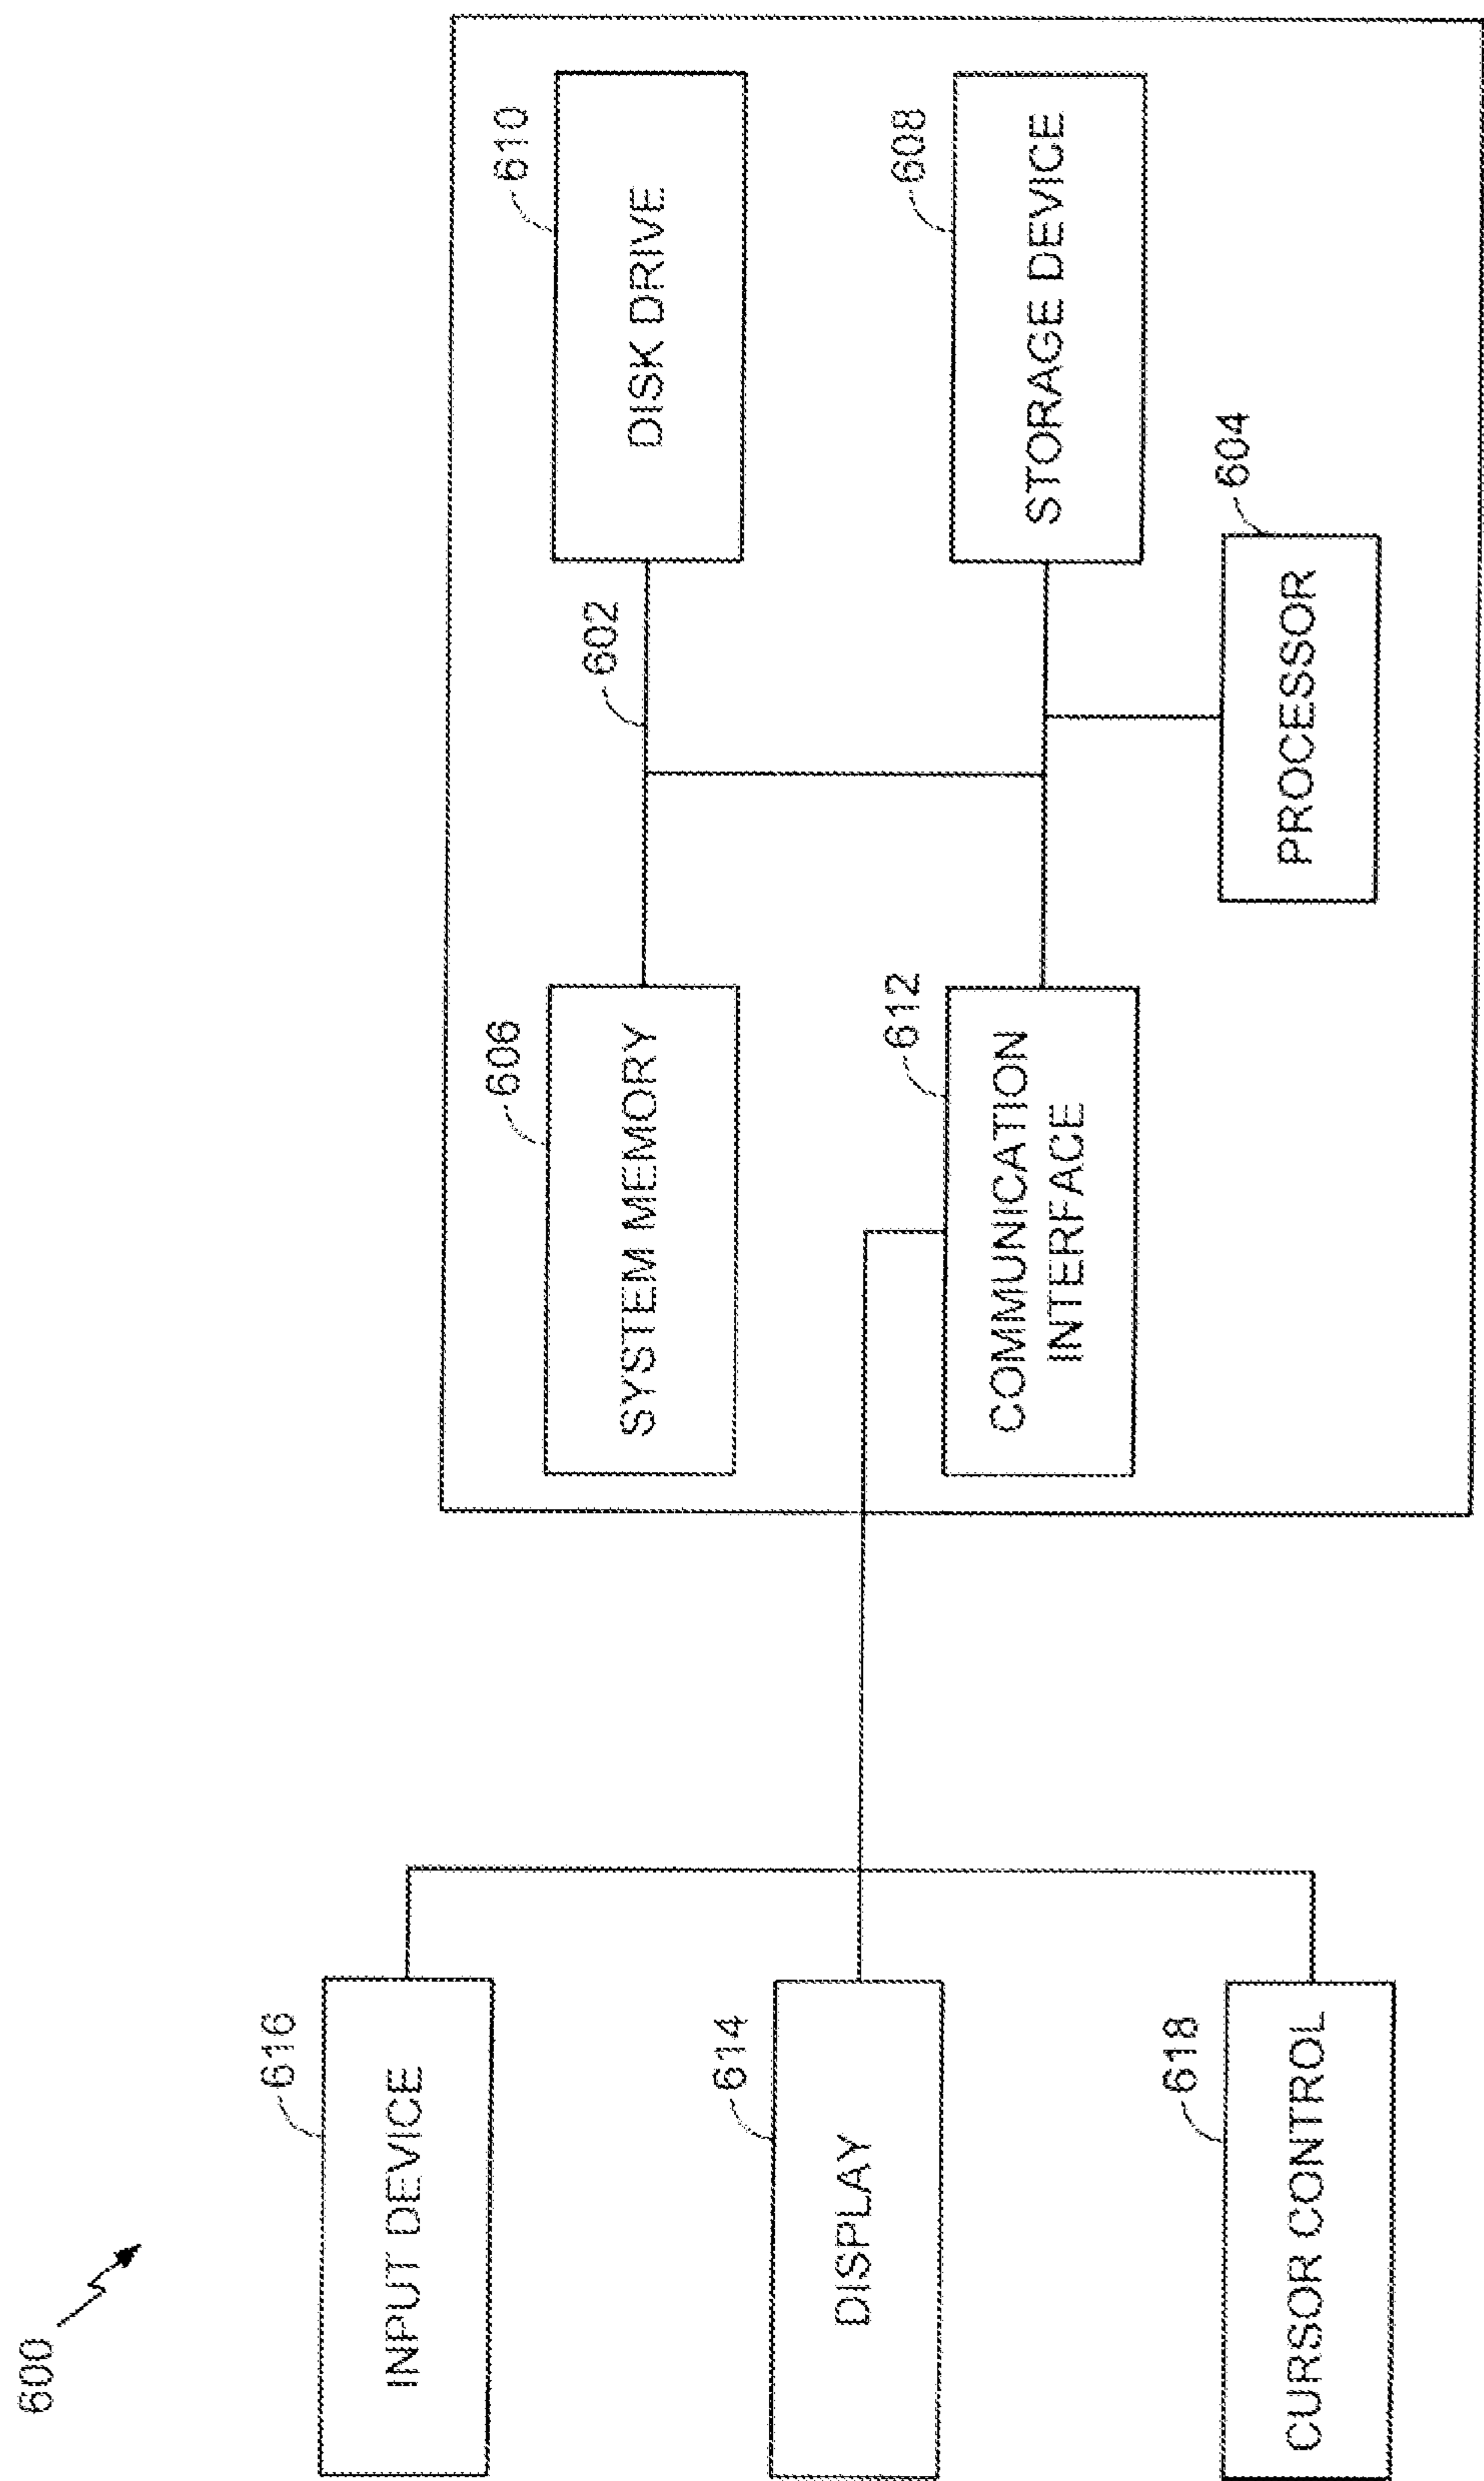 600
616
INPUT DEVICE
614
DISPLAY
618
CURSOR CONTROL
606
SYSTEM MEMORY
602
610
DISK DRIVE
612
COMMUNICATION
INTERFACE
608
STORAGE DEVICE
604
PROCESSOR